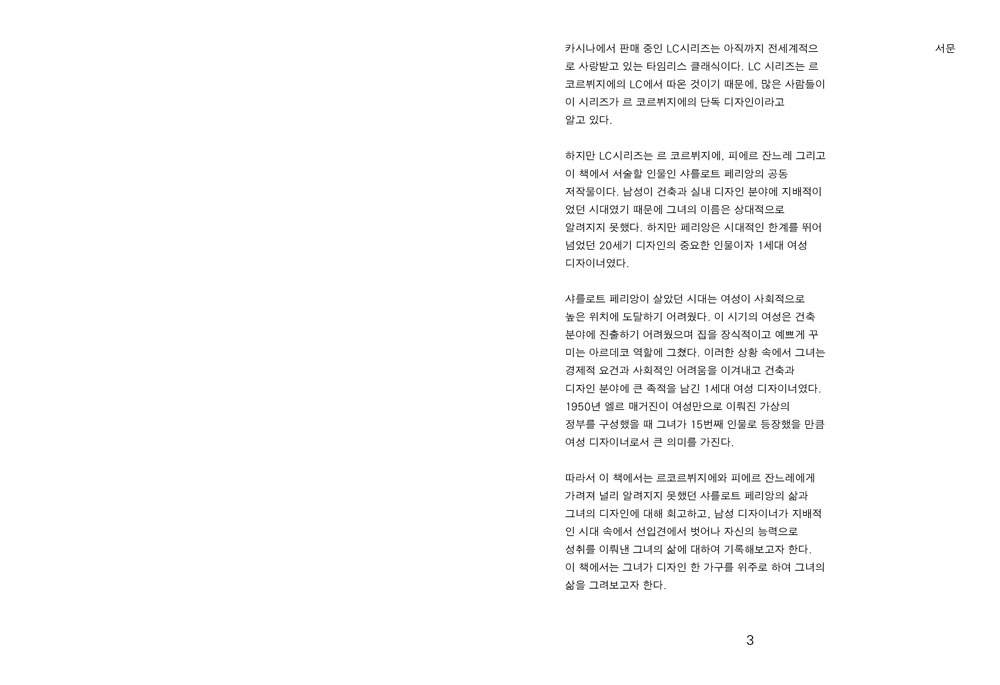 카시나에서 판매 중인 LC시리즈는 아직까지 전세계적으
로 사랑받고 있는 타임리스 클래식이다. LC 시리즈는 르
코르뷔지에의 LC에서 따온 것이기 때문에, 많은 사람들이
이 시리즈가 르 코르뷔지에의 단독 디자인이라고
알고 있다.
하지만 LC시리즈는 르 코르뷔지에, 피에르 잔느레 그리고
이 책에서 서술할 인물인 샤를로트 페리앙의 공동
저작물이다. 남성이 건축과 실내 디자인 분야에 지배적이
었던 시대였기 때문에 그녀의 이름은 상대적으로
알려지지 못했다. 하지만 페리앙은 시대적인 한계를 뛰어
넘었던 20세기 디자인의 중요한 인물이자 1세대 여성
디자이너였다.
샤를로트 페리앙이 살았던 시대는 여성이 사회적으로
높은 위치에 도달하기 어려웠다. 이 시기의 여성은 건축
분야에 진출하기 어려웠으며 집을 장식적이고 예쁘게 꾸
미는 아르데코 역할에 그쳤다. 이러한 상황 속에서 그녀는
경제적 요건과 사회적인 어려움을 이겨내고 건축과
디자인 분야에 큰 족적을 남긴 1세대 여성 디자이너였다.
1950년 엘르 매거진이 여성만으로 이뤄진 가상의
정부를 구성했을 때 그녀가 15번째 인물로 등장했을 만큼
여성 디자이너로서 큰 의미를 가진다.
따라서 이 책에서는 르코르뷔지에와 피에르 잔느레에게
가려져 널리 알려지지 못했던 샤를로트 페리앙의 삶과
그녀의 디자인에 대해 회고하고, 남성 디자이너가 지배적
인 시대 속에서 선입견에서 벗어나 자신의 능력으로
성취를 이뤄낸 그녀의 삶에 대하여 기록해보고자 한다.
이 책에서는 그녀가 디자인 한 가구를 위주로 하여 그녀의
삶을 그려보고자 한다.
서문
3